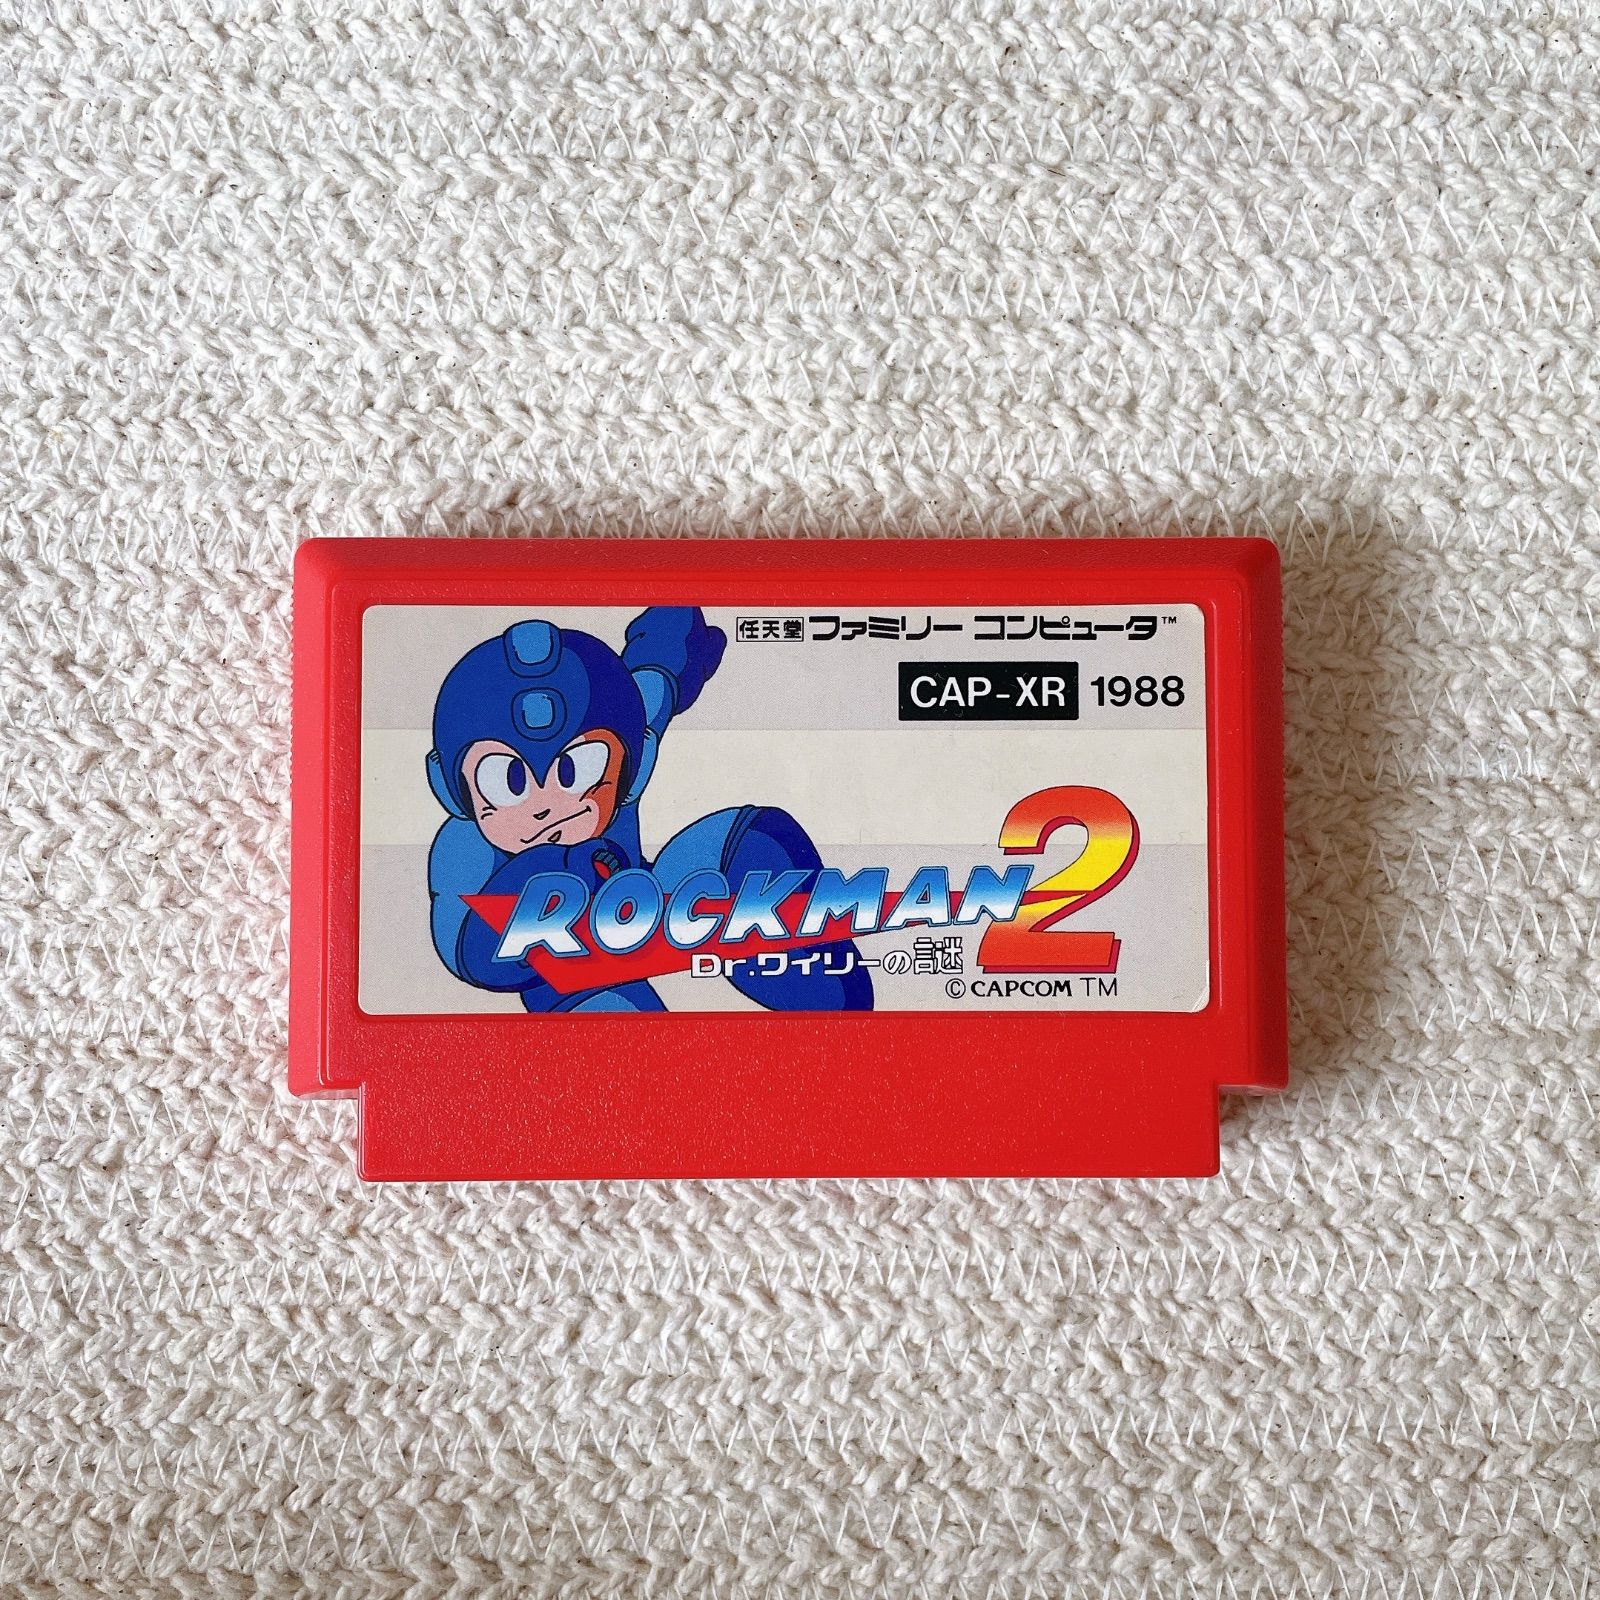 任天堂 ファミリー コンピュータ™
CAP-XR 1988
ROCKMAN 2
Dr.ワイリーの謎
© CAPCOM TM